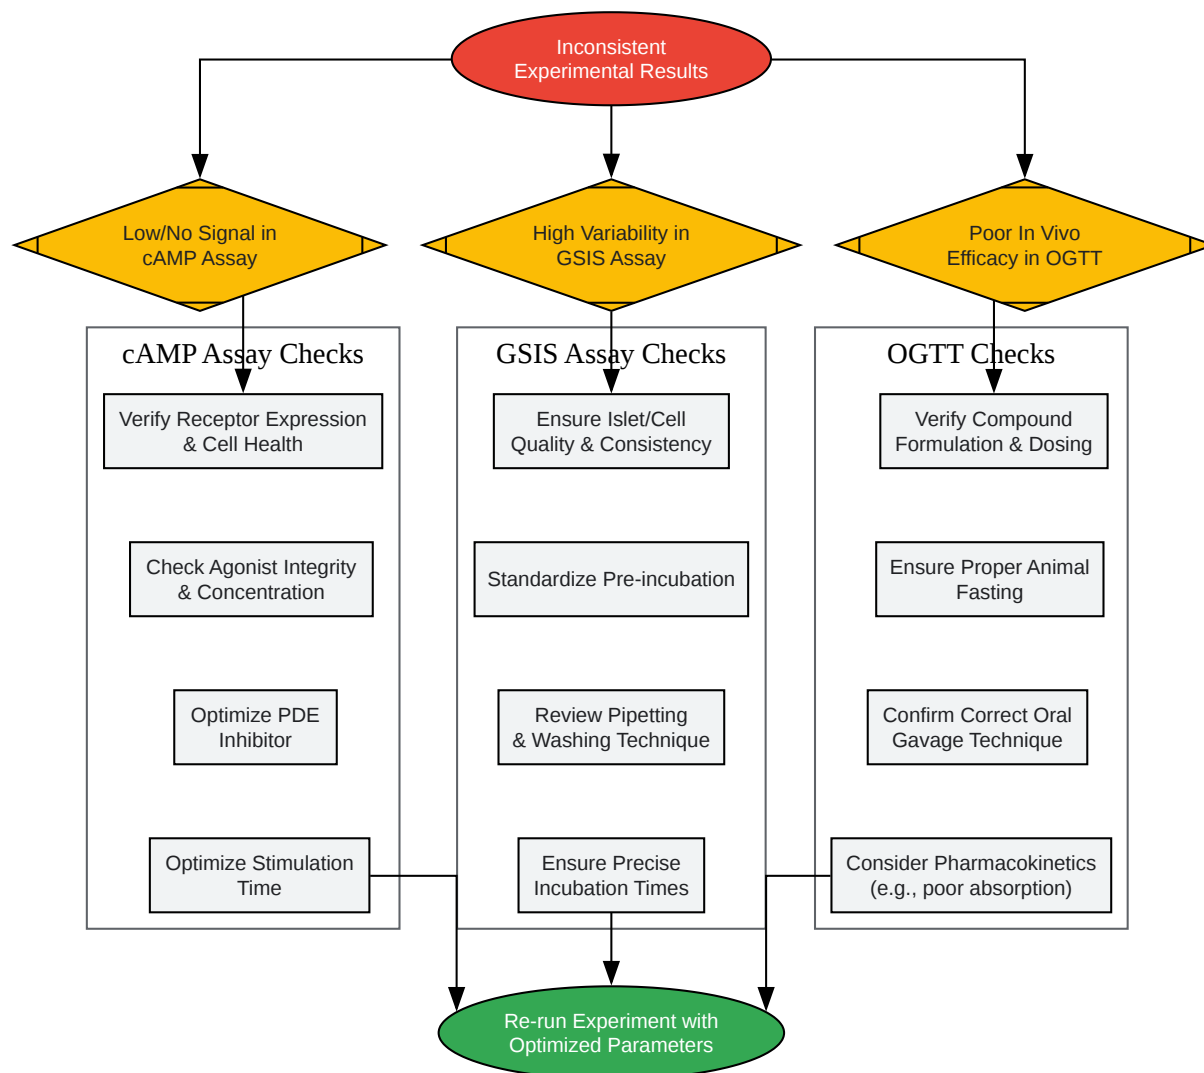 Inconsistent
Experimental Results
Low/No Signal in
cAMP Assay
High Variability in
GSIS Assay
Poor In Vivo
Efficacy in OGTT
cAMP Assay Checks
Verify Receptor Expression
& Cell Health
Check Agonist Integrity
& Concentration
Optimize PDE
Inhibitor
Optimize Stimulation
Time
GSIS Assay Checks
Ensure Islet/Cell
Quality & Consistency
Standardize Pre-incubation
Review Pipetting
& Washing Technique
Ensure Precise
Incubation Times
OGTT Checks
Verify Compound
Formulation & Dosing
Ensure Proper Animal
Fasting
Confirm Correct Oral
Gavage Technique
Consider Pharmacokinetics
(e.g., poor absorption)
Re-run Experiment with
Optimized Parameters